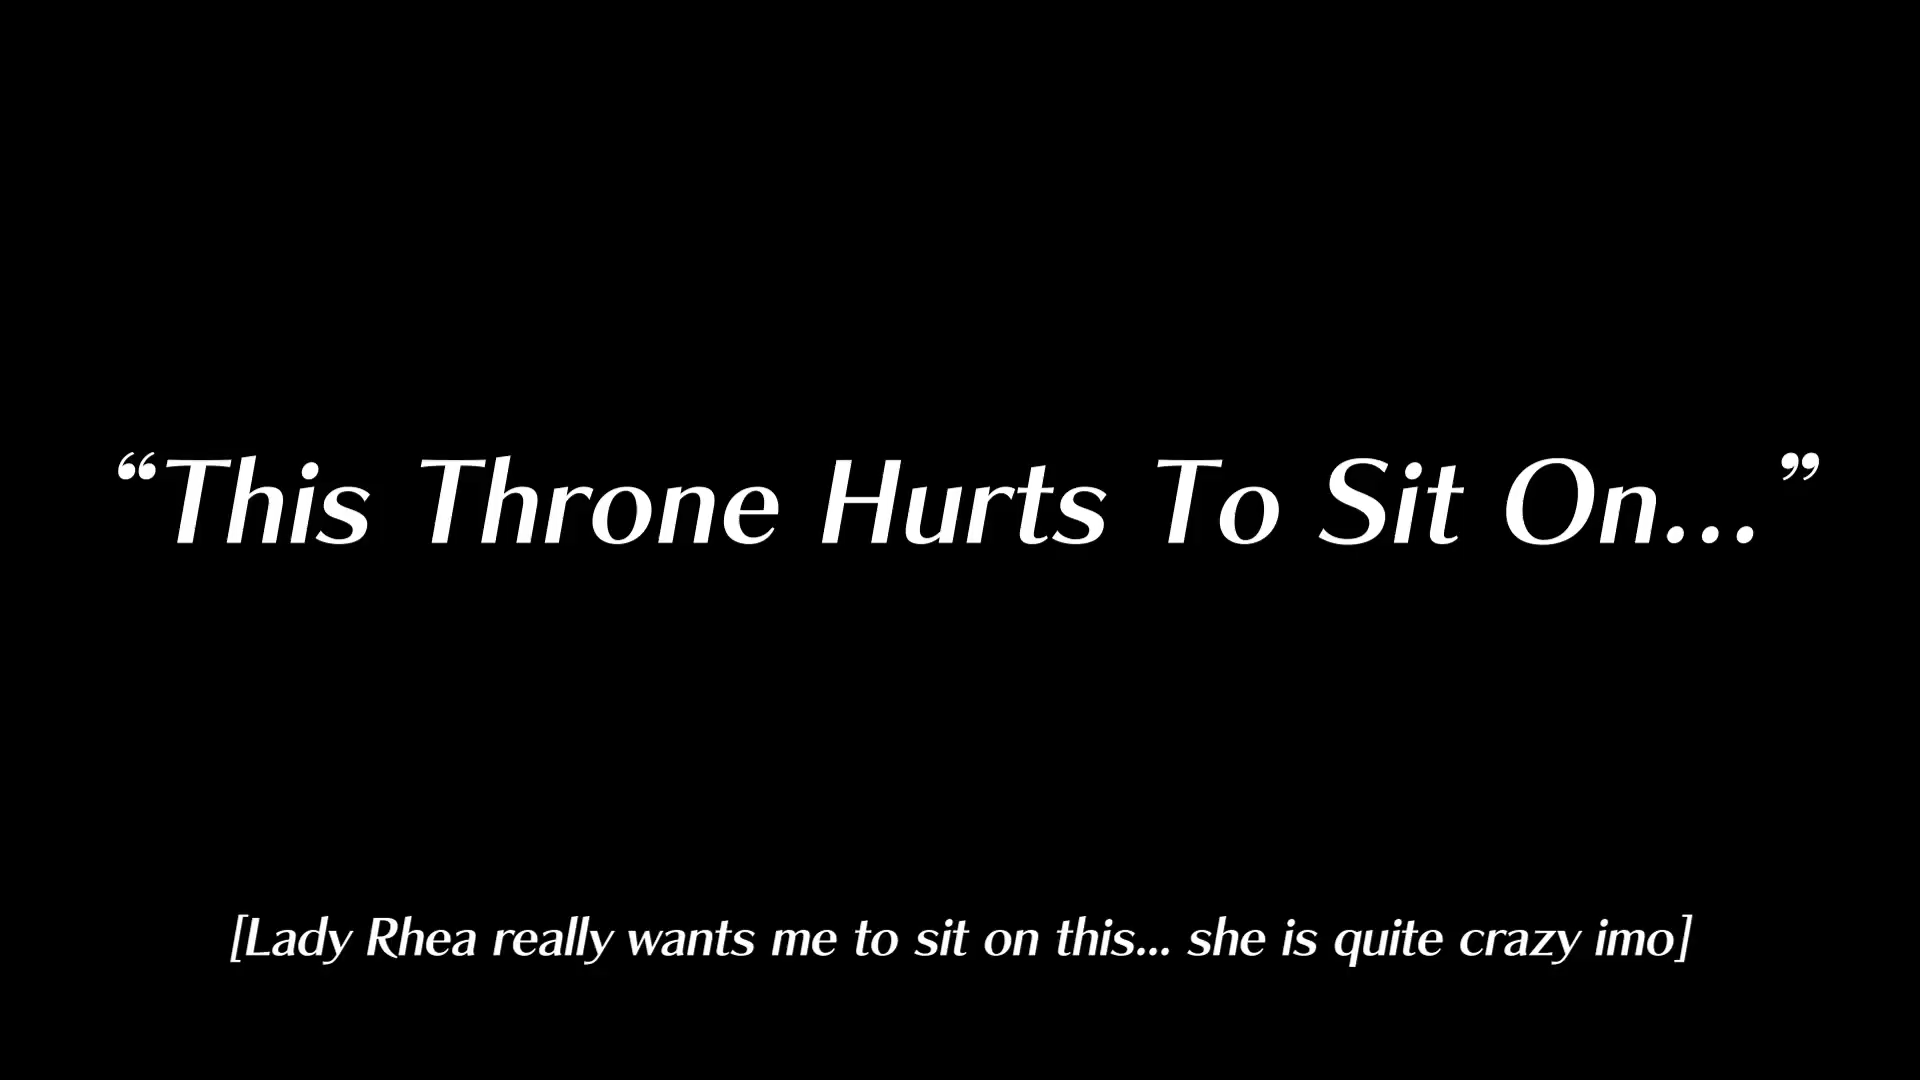 “This Throne Hurts To Sit On...”
[Lady Rhea really wants me to sit on this... she is quite crazy imo]